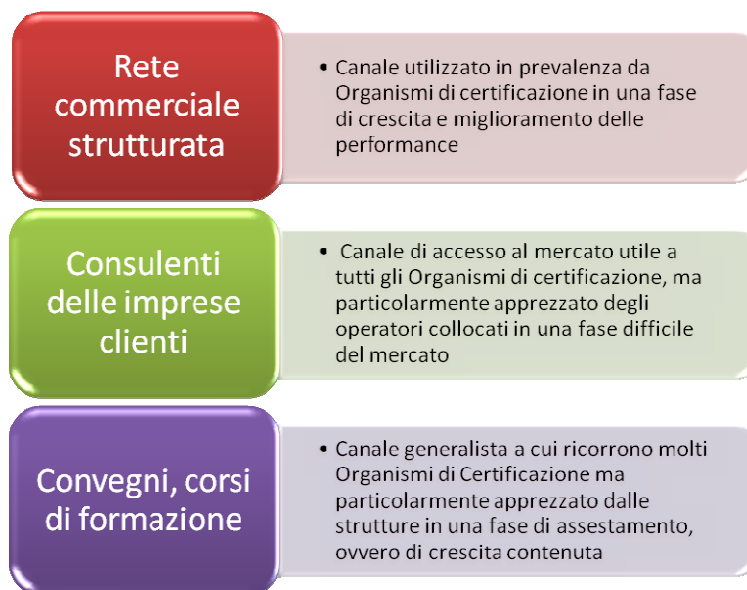 Rete
commerciale
strutturata
• Canale utilizzato in prevalenza da
Organismi di certificazione in una fase
di crescita e miglioramento delle
performance
Consulenti
delle imprese
clienti
• Canale di accesso al mercato utile a
tutti gli Organismi di certificazione, ma
particolarmente apprezzato degli
operatori collocati in una fase difficile
del mercato
Convegni, corsi
di formazione
• Canale generalista a cui ricorrono molti
Organismi di Certificazione ma
particolarmente apprezzato dalle
strutture in una fase di assestamento,
ovvero di crescita contenuta